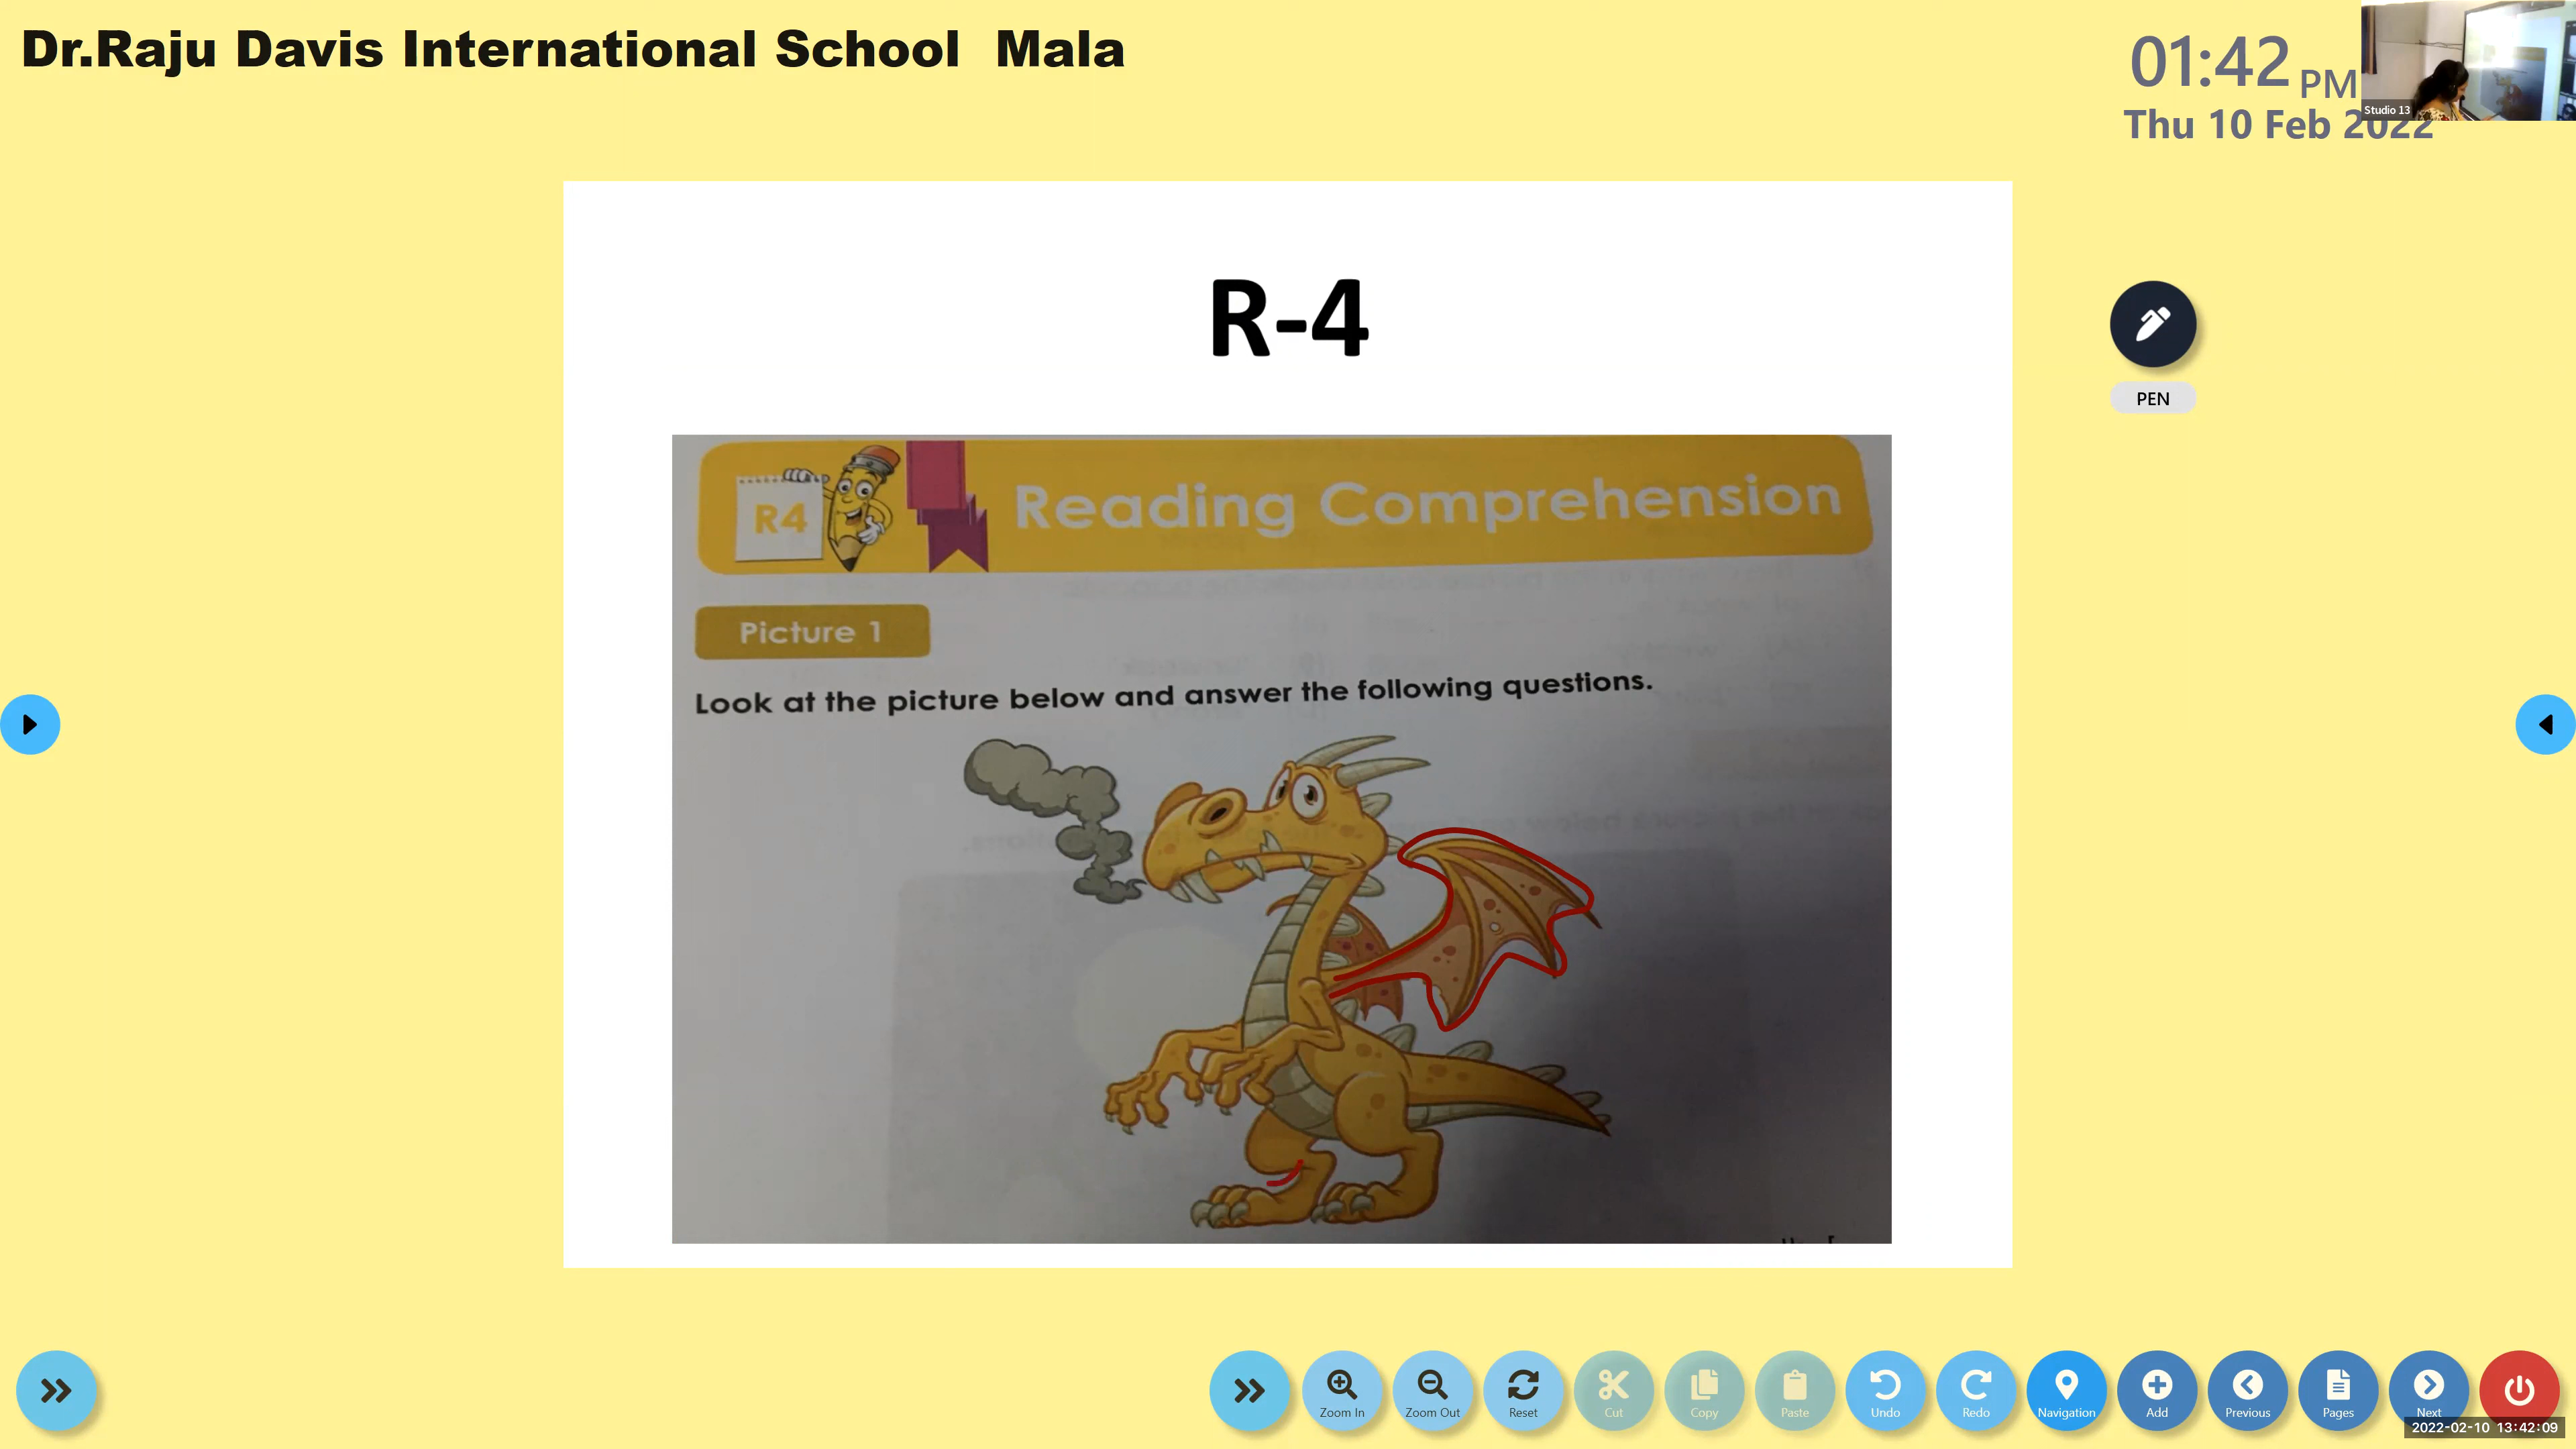 Dr.Raju Davis International School Mala
01:42 PM
Thu 10 Feb 2022
Studio 13
R-4
PEN
R4
Reading Comprehension
Picture 1
Look at the picture below and answer the following questions.
Zoom In
Zoom Out
Reset
Cut
Copy
Paste
Undo
Redo
Navigation
Add
Previous
Pages
Next
2022-02-10 13:42:09